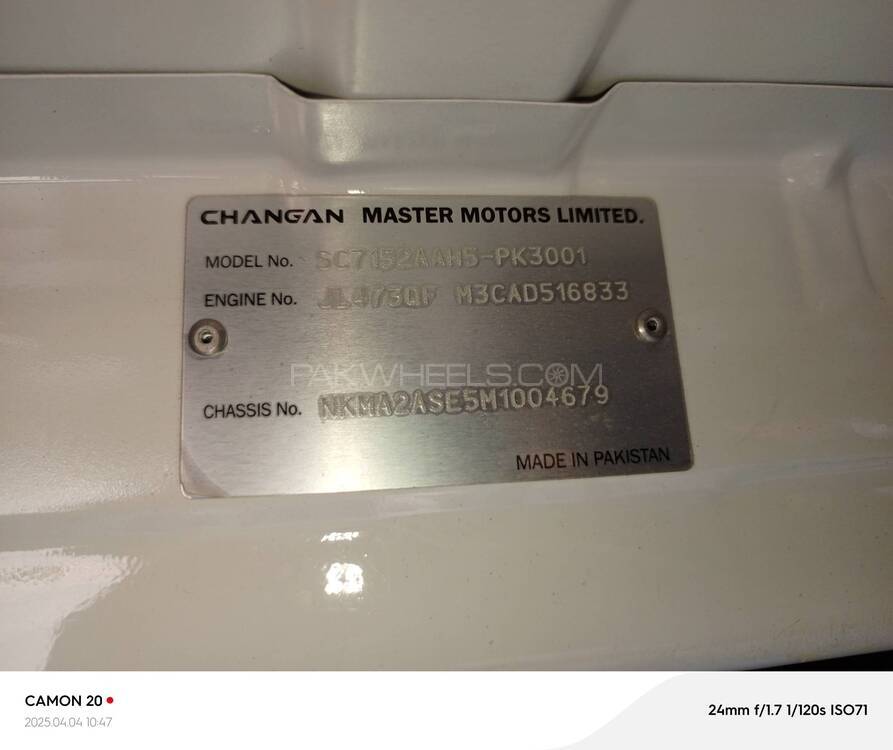 CHANGAN MASTER MOTORS LIMITED.
MODEL No. SC7152AAH5-PK3001
ENGINE No. JL473QF M3CAD516833
PAKWHEELS.COM
CHASSIS No. NKMA2ASE5M1004679
MADE IN PAKISTAN
CAMON 20
2025.04.04 10:47
24mm f/1.7 1/120s ISO71